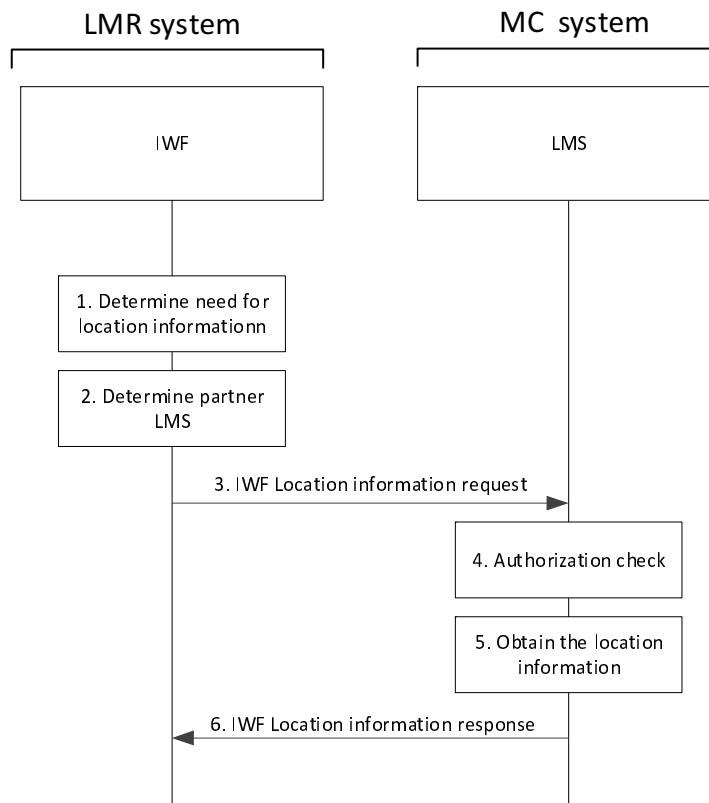 LMR system
MC system
IWF
LMS
1. Determine need for
location informationn
2. Determine partner
LMS
3. IWF Location information request
4. Authorization check
5. Obtain the location
information
6. IWF Location information response